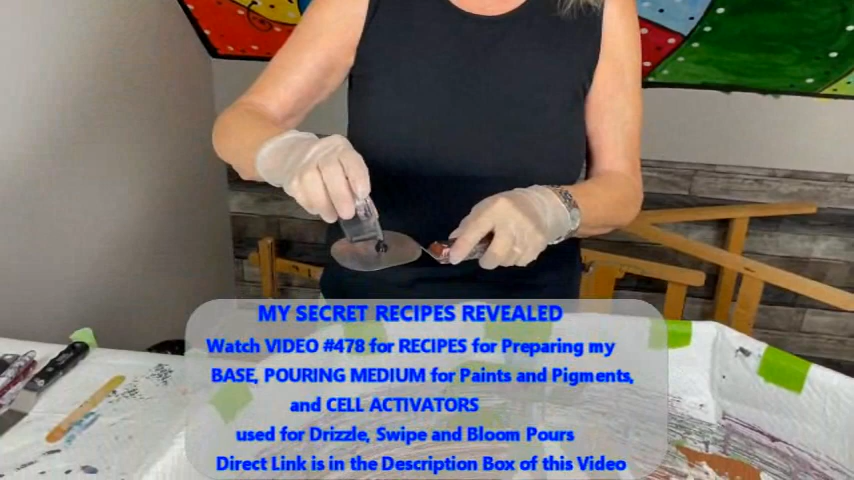 MY SECRET RECIPES REVEALED
Watch VIDEO #478 for RECIPES for Preparing my
BASE, POURING MEDIUM for Paints and Pigments,
and CELL ACTIVATORS
used for Drizzle, Swipe and Bloom Pours
Direct Link is in the Description Box of this Video